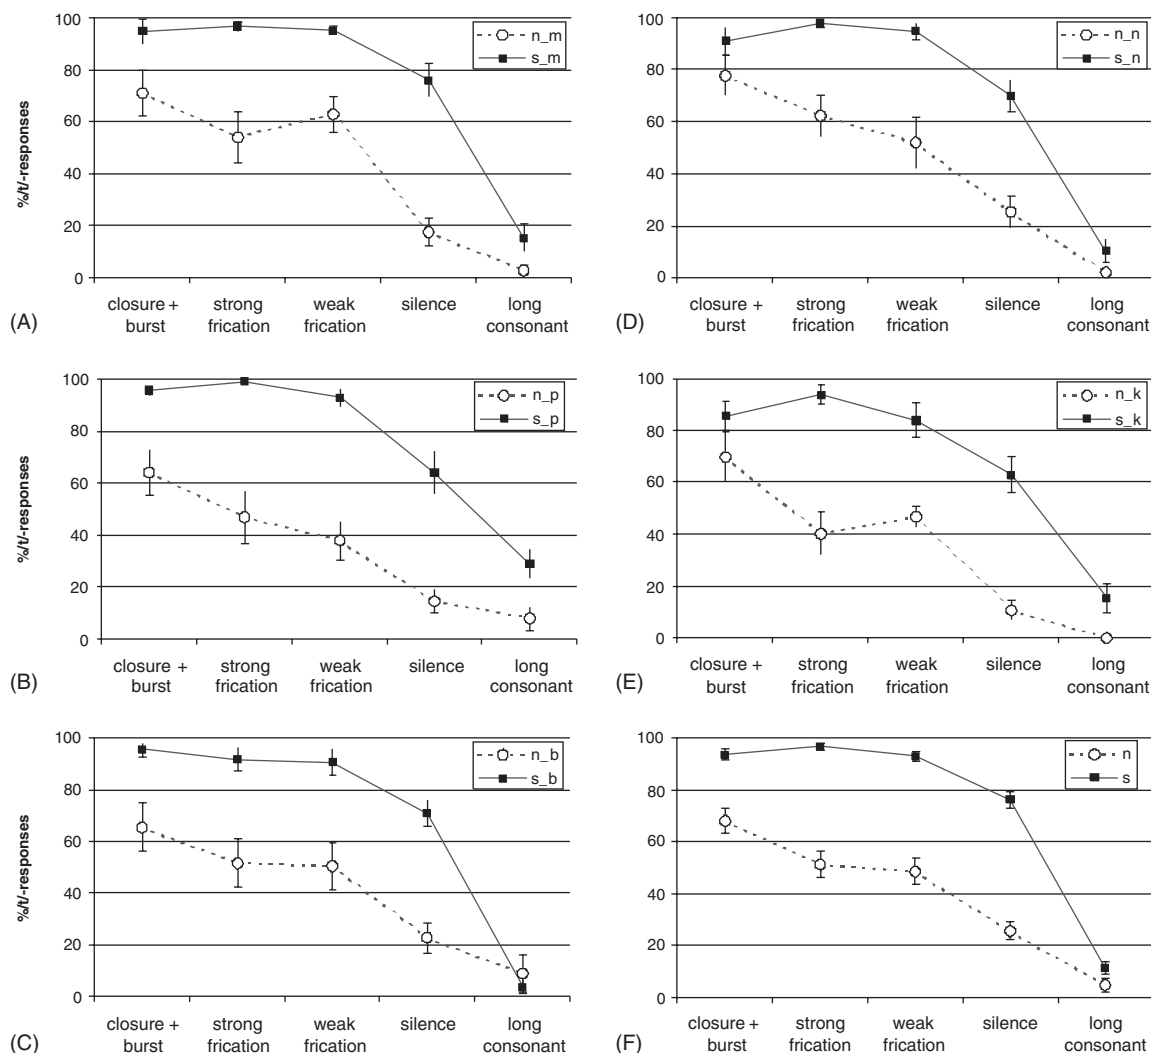 100
80
60
40
20
0
%/t/-responses
n_m
s_m
closure +
burst
strong
frication
weak
frication
silence
long
consonant
(A)
100
80
60
40
20
0
n_n
s_n
closure +
burst
strong
frication
weak
frication
silence
long
consonant
(D)
100
80
60
40
20
0
%/t/-responses
n_p
s_p
closure +
burst
strong
frication
weak
frication
silence
long
consonant
(B)
100
80
60
40
20
0
n_k
s_k
closure +
burst
strong
frication
weak
frication
silence
long
consonant
(E)
100
80
60
40
20
0
%/t/-responses
n_b
s_b
closure +
burst
strong
frication
weak
frication
silence
long
consonant
(C)
100
80
60
40
20
0
n
s
closure +
burst
strong
frication
weak
frication
silence
long
consonant
(F)